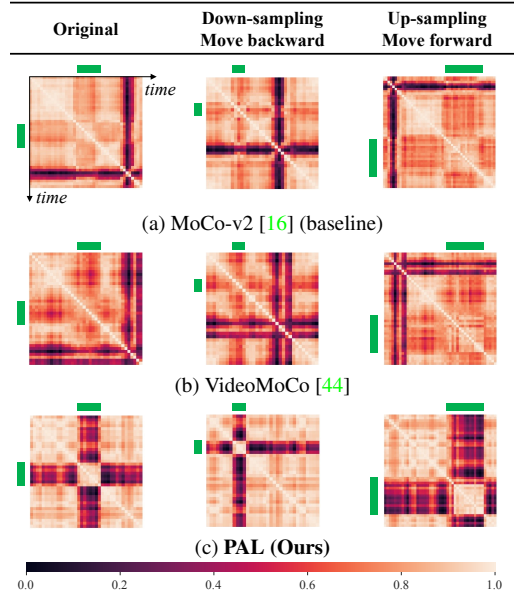 Original
Down-sampling
Move backward
Up-sampling
Move forward
time
time
(a) MoCo-v2 [16] (baseline)
(b) VideoMoCo [44]
(c) PAL (Ours)
0.0 0.2 0.4 0.6 0.8 1.0